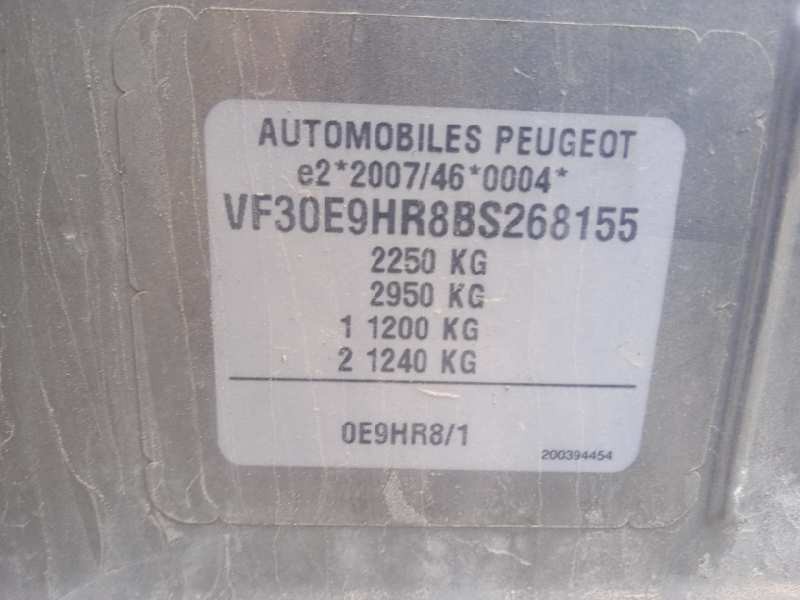 AUTOMOBILES PEUGEOT
e2*2007/46*0004*
VF30E9HR8BS268155
2250 KG
2950 KG
1 1200 KG
2 1240 KG
0E9HR8/1
200394454